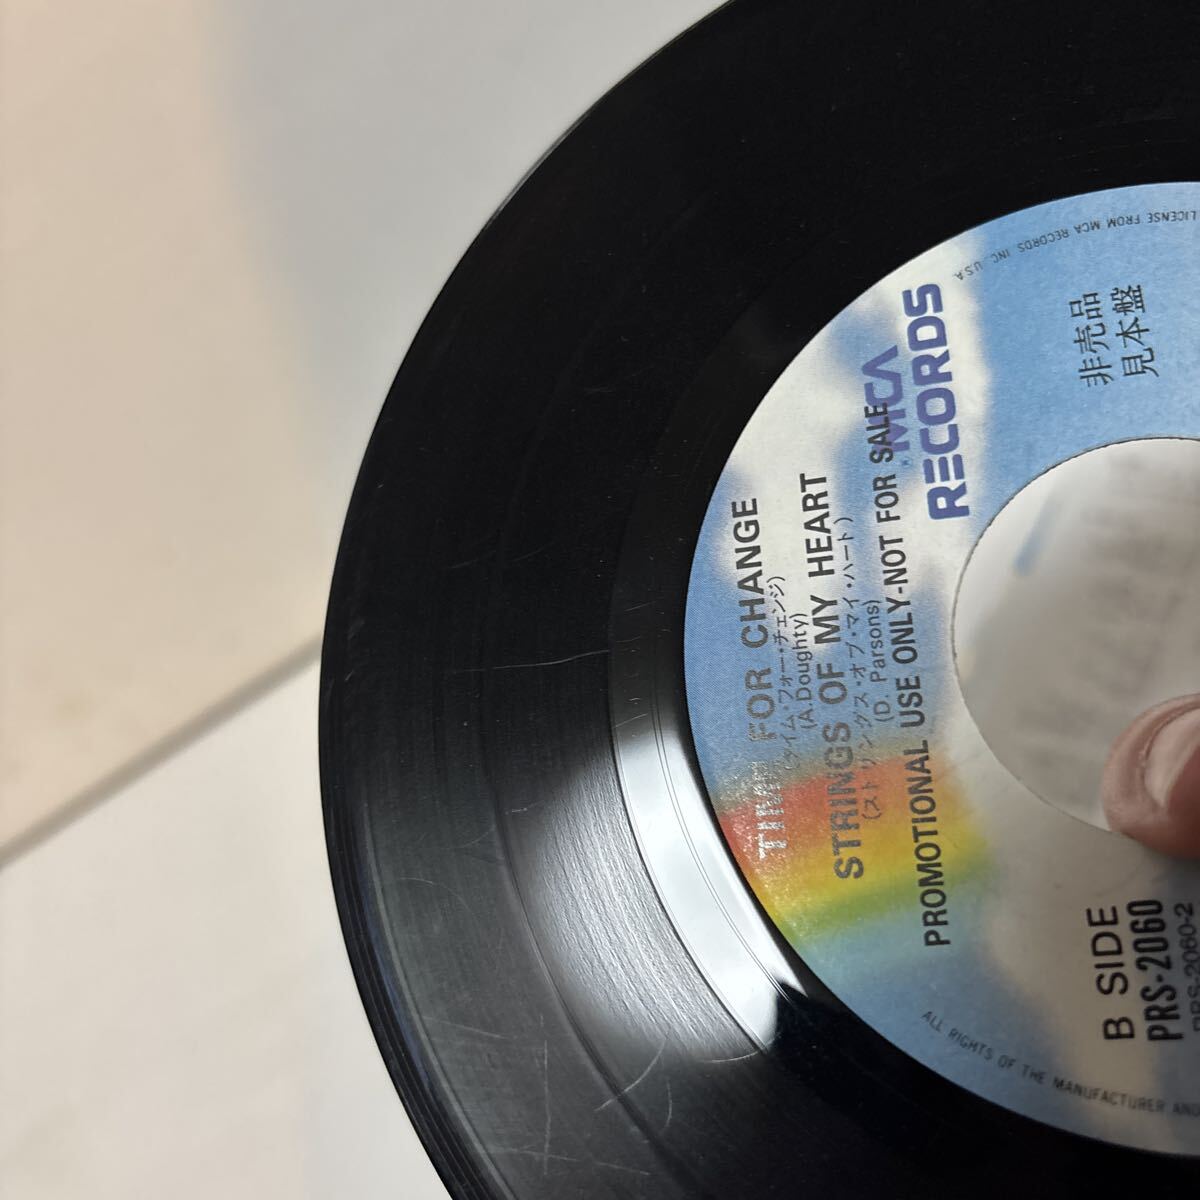 LICENSE FROM MCA RECORDS INC. U.S.A.
MCA
RECORDS
非売品
見本盤
TIME FOR CHANGE
(タイム・フォー・チェンジ)
(A.Doughty)
STRINGS OF MY HEART
(ストリングス・オブ・マイ・ハート)
(D. Parsons)
PROMOTIONAL USE ONLY-NOT FOR SALE
B SIDE
PRS-2060
PRS-2060-2
ALL RIGHTS OF THE MANUFACTURER AND